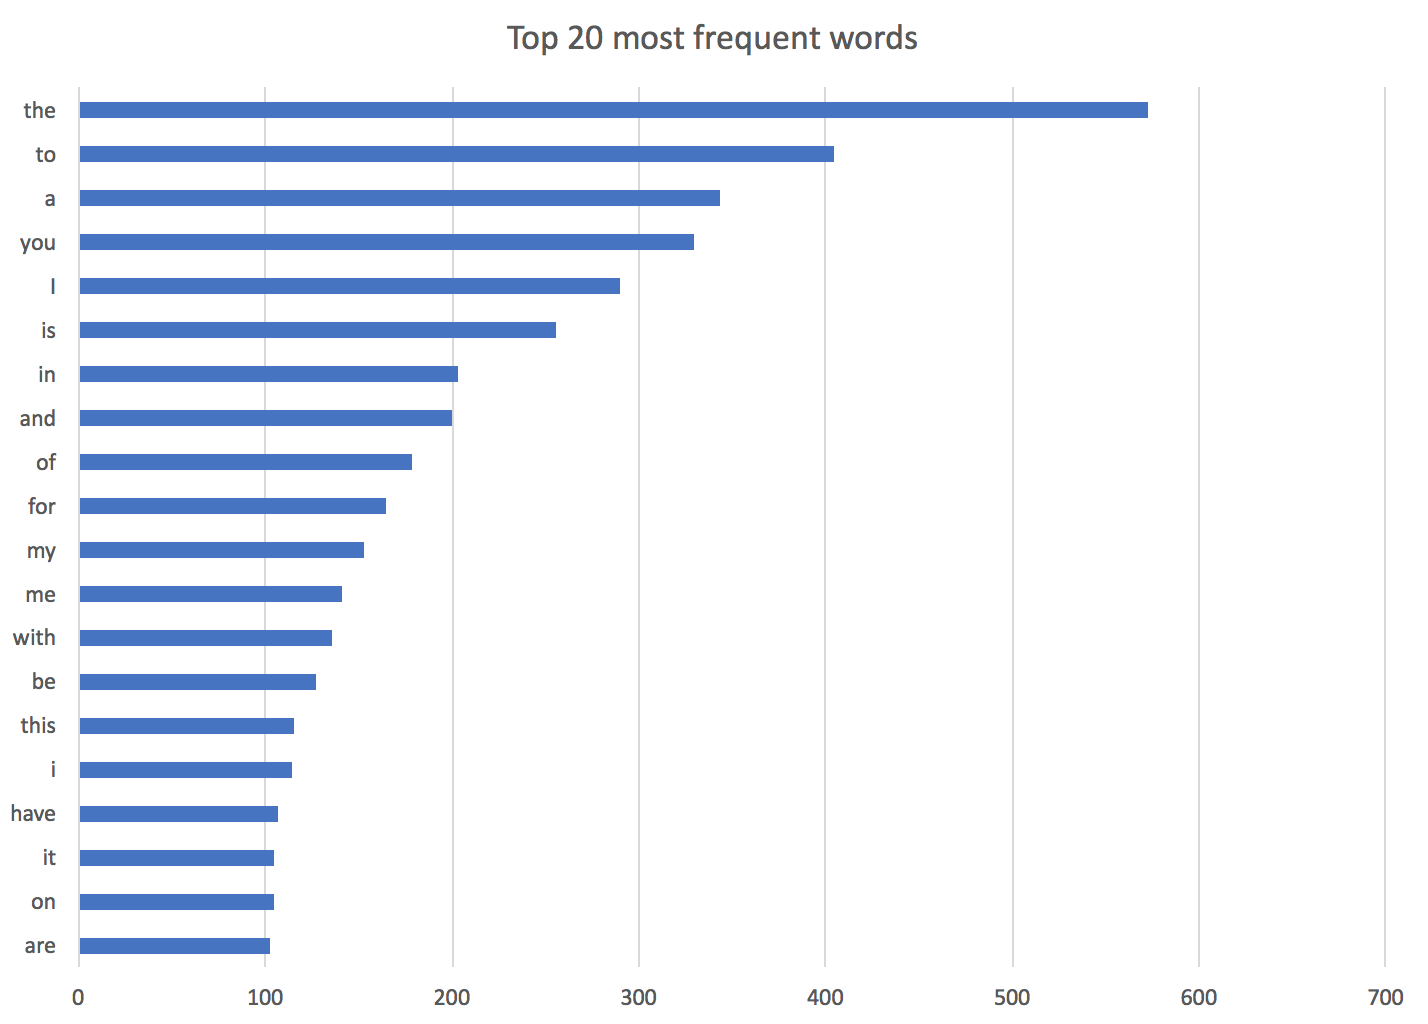 Top 20 most frequent words
the
to
a
you
I
is
in
and
of
for
my
me
with
be
this
i
have
it
on
are
0 100 200 300 400 500 600 700